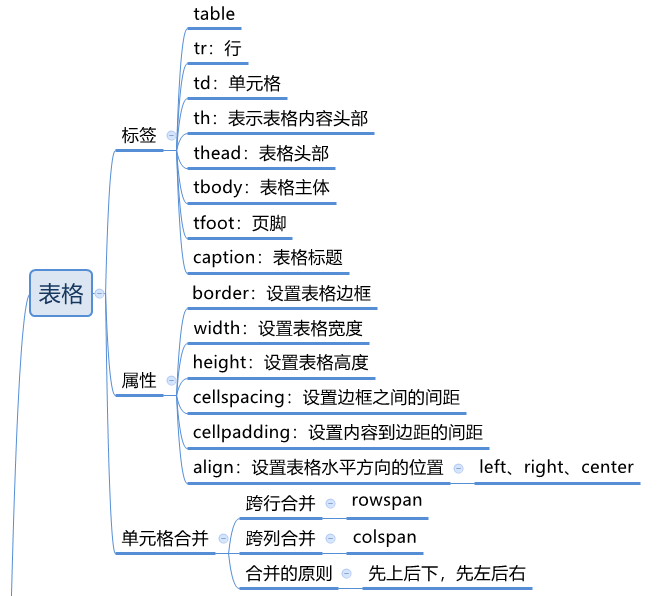 table
tr：行
td：单元格
th：表示表格内容头部
标签
thead：表格头部
tbody：表格主体
tfoot：页脚
caption：表格标题
表格
border：设置表格边框
width：设置表格宽度
height：设置表格高度
属性
cellspacing：设置边框之间的间距
cellpadding：设置内容到边距的间距
align：设置表格水平方向的位置 left、right、center
跨行合并 rowspan
单元格合并
跨列合并 colspan
合并的原则 先上后下，先左后右